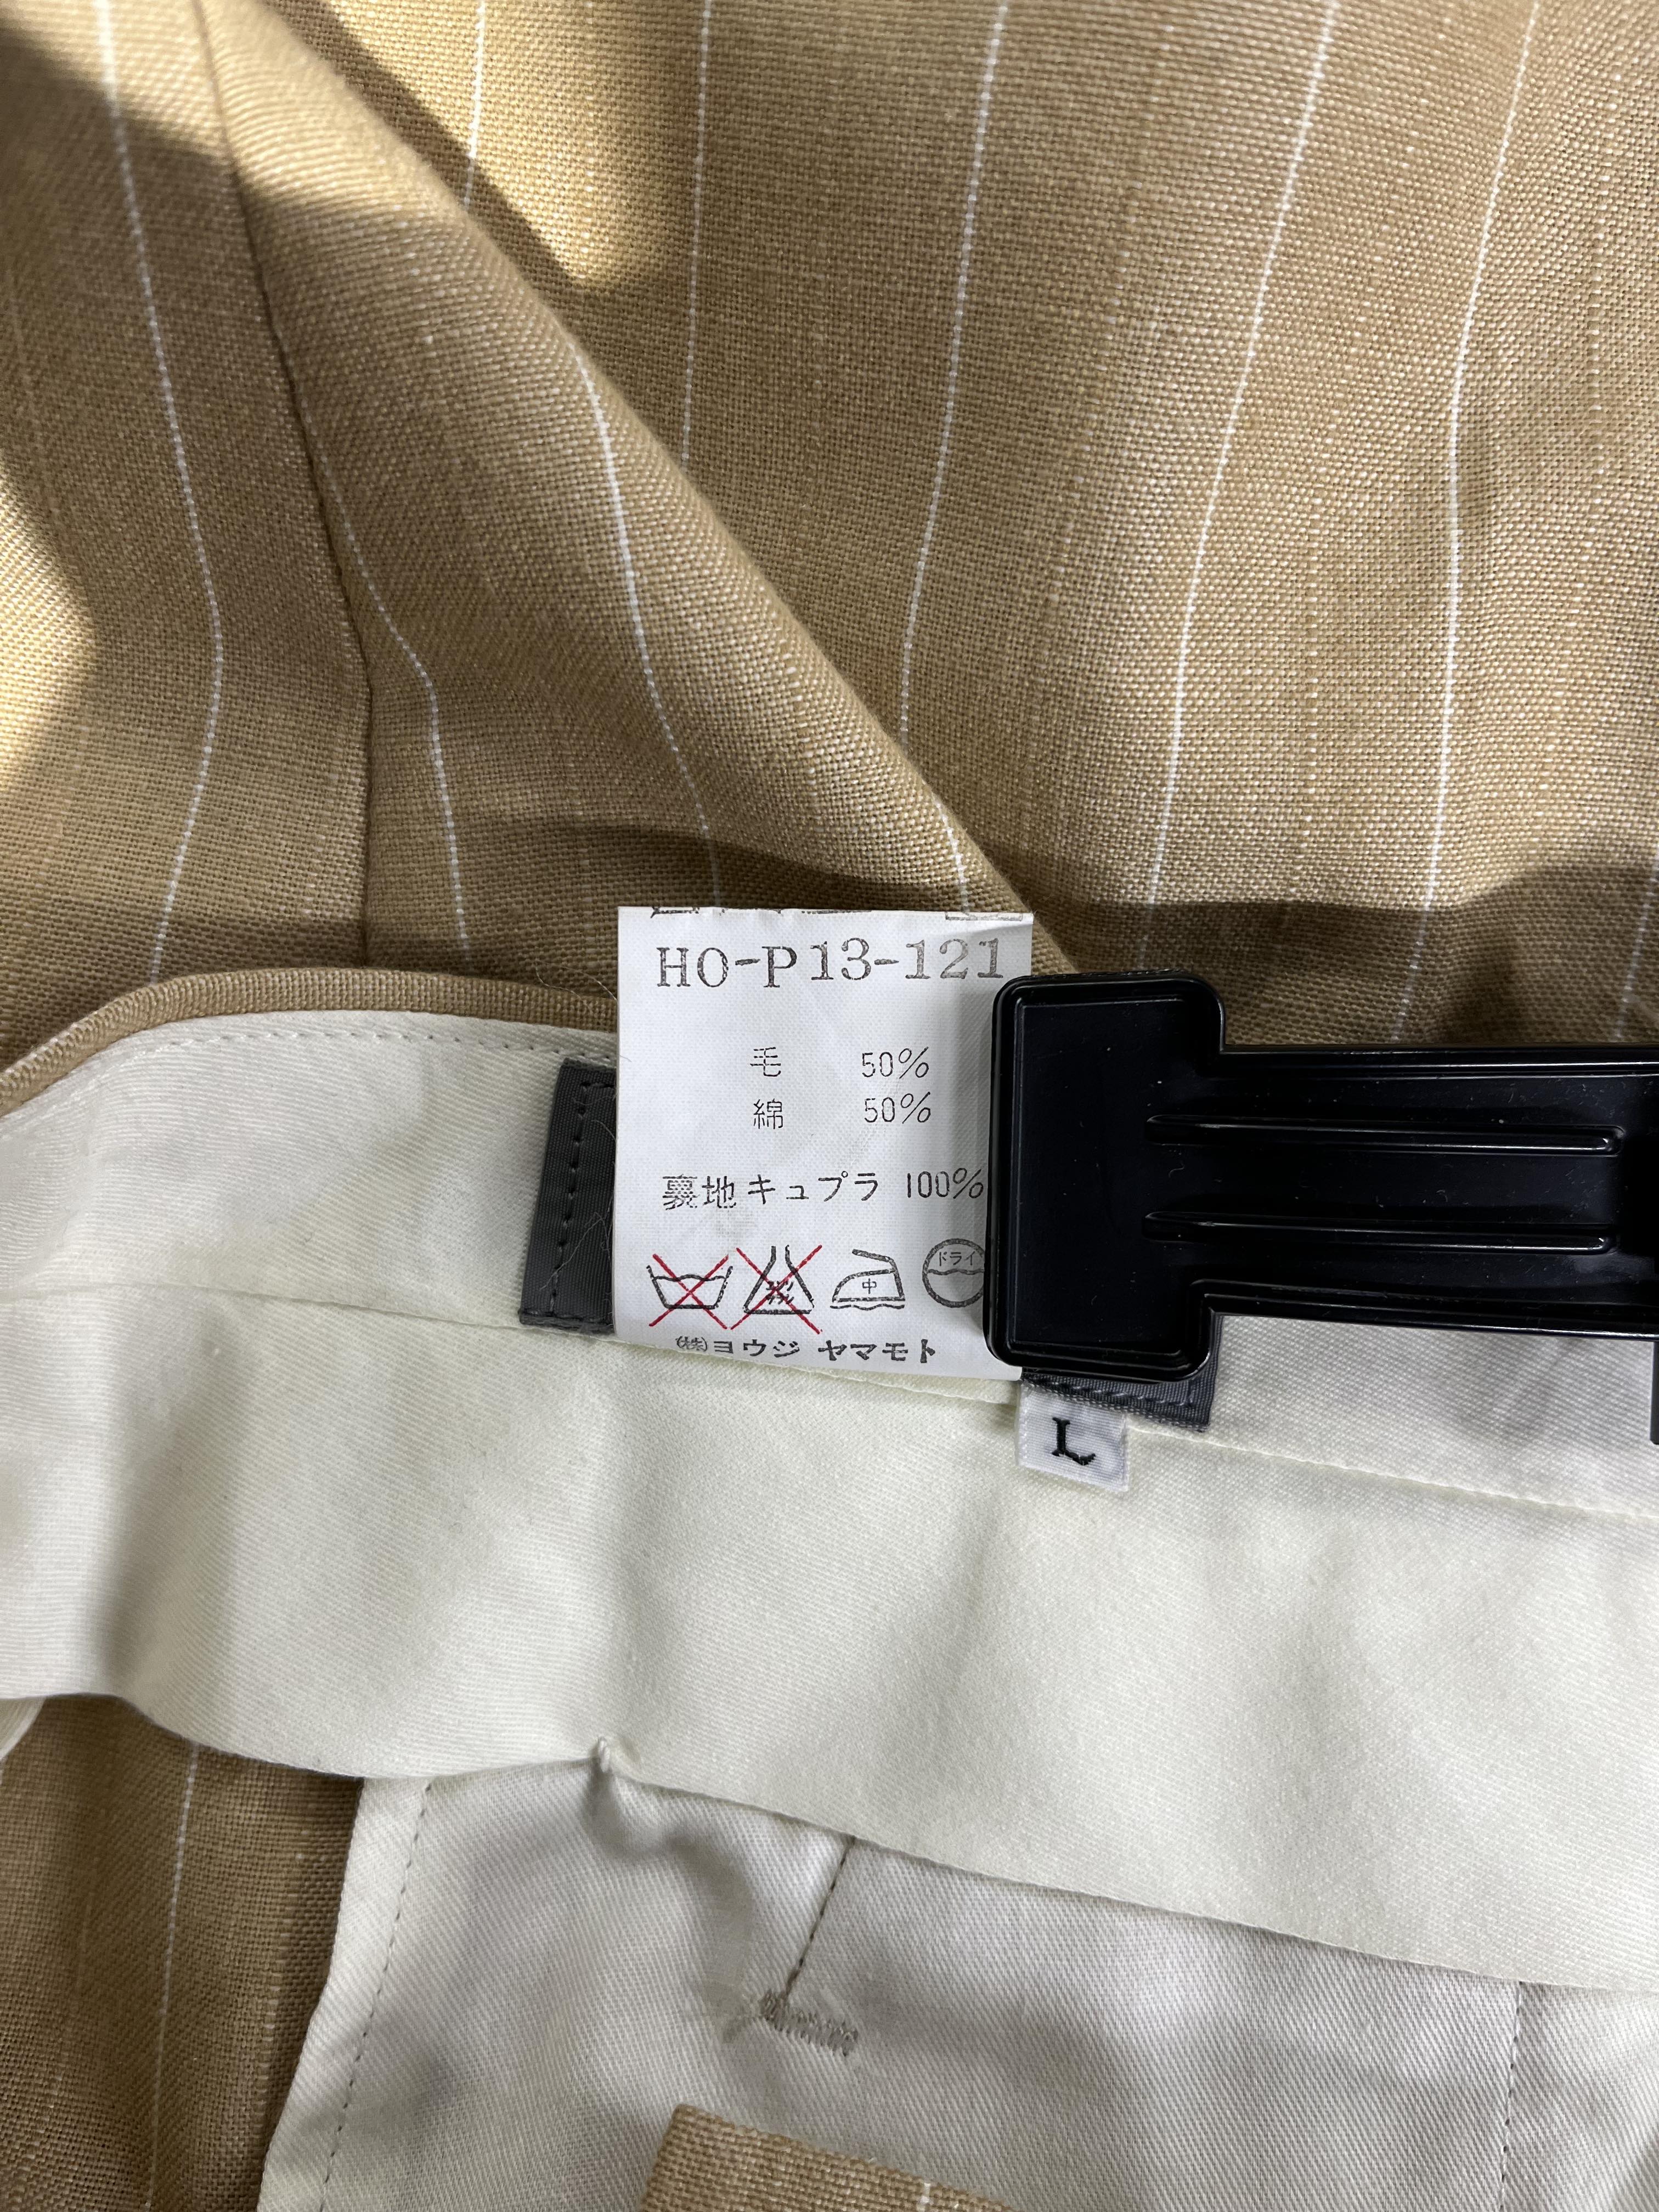 HO-P13-121
毛 50%
綿 50%
裏地キュプラ 100%
中 ドライ
㈱ヨウジ ヤマモト
L